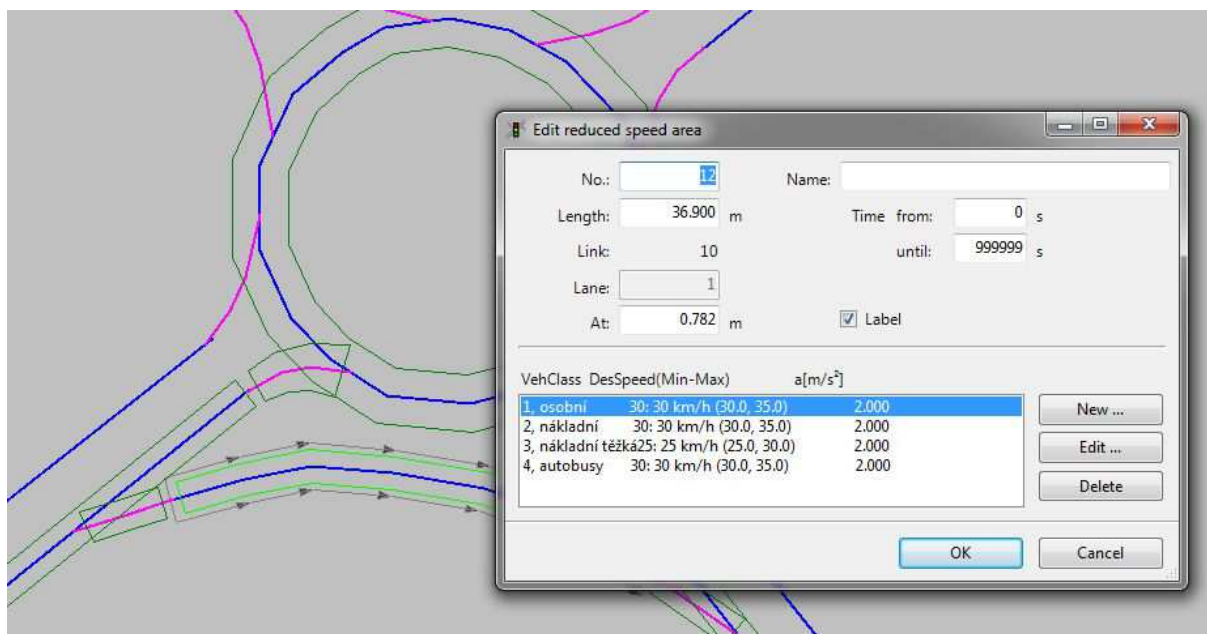 Edit reduced speed area
No.: 12 Name:
Length: 36.900 m Time from: 0 s
Link: 10 until: 999999 s
Lane: 1
At: 0.782 m Label
VehClass DesSpeed(Min-Max) a[m/s²]
1, osobní 30: 30 km/h (30.0, 35.0) 2.000
2, nákladní 30: 30 km/h (30.0, 35.0) 2.000
3, nákladní těžká25: 25 km/h (25.0, 30.0) 2.000
4, autobusy 30: 30 km/h (30.0, 35.0) 2.000
New ...
Edit ...
Delete
OK Cancel